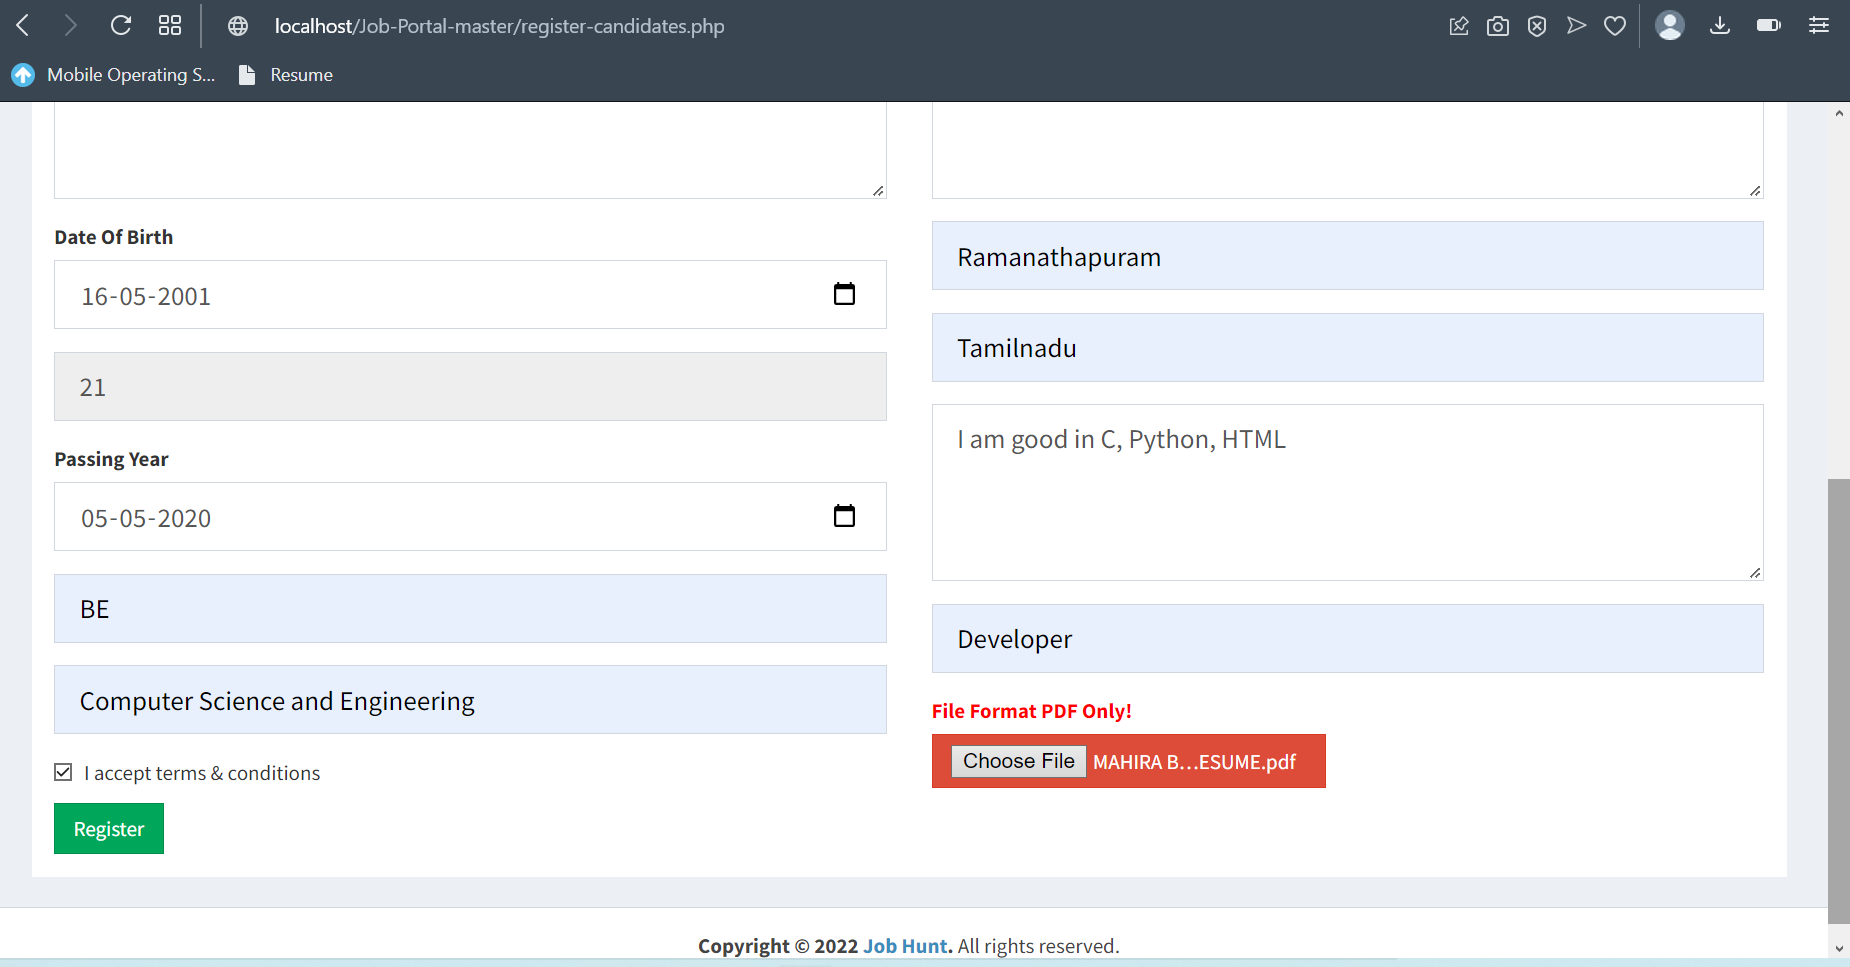 localhost/Job-Portal-master/register-candidates.php
Mobile Operating S... Resume
Date Of Birth
16-05-2001
21
Passing Year
05-05-2020
BE
Computer Science and Engineering
I accept terms & conditions
Register
Ramanathapuram
Tamilnadu
I am good in C, Python, HTML
Developer
File Format PDF Only!
Choose File MAHIRA B...ESUME.pdf
Copyright © 2022 Job Hunt. All rights reserved.